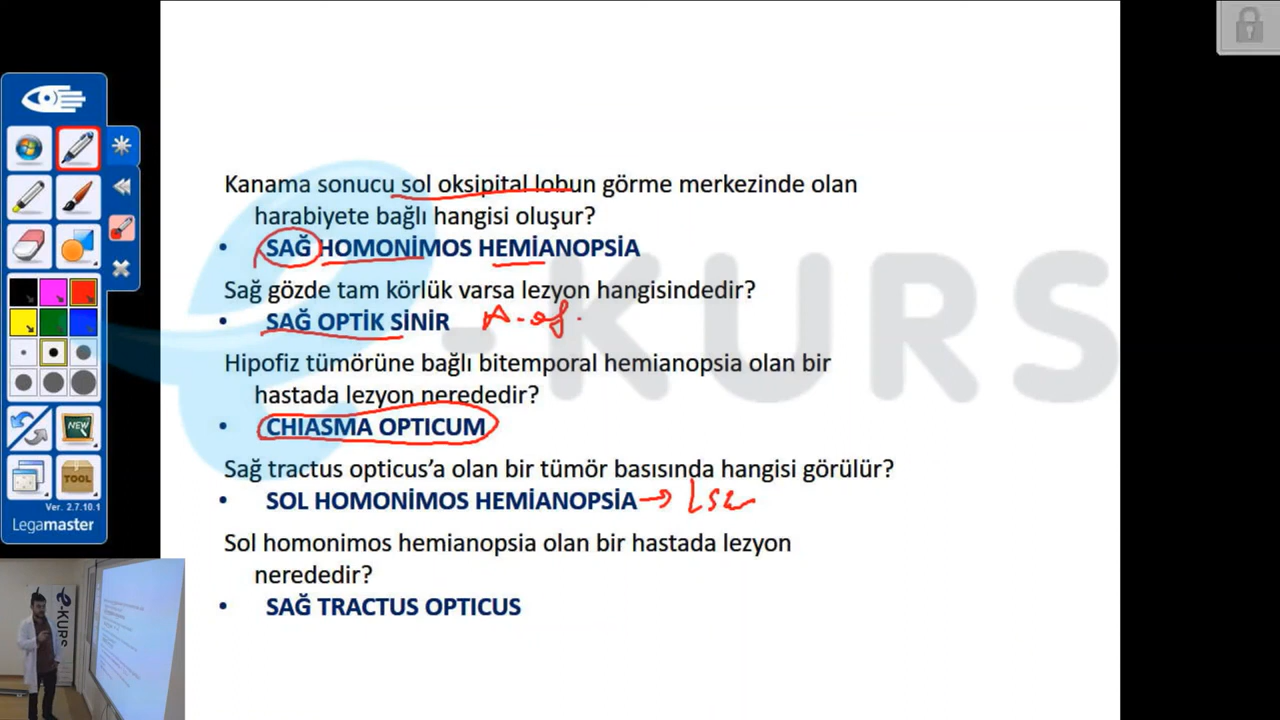 Kanama sonucu sol oksipital lobun görme merkezinde olan
harabiyete bağlı hangisi oluşur?
• SAĞ HOMONİMOS HEMİANOPSİA
Sağ gözde tam körlük varsa lezyon hangisindedir?
• SAĞ OPTİK SİNİR
Hipofiz tümörüne bağlı bitemporal hemianopsia olan bir
hastada lezyon nerededir?
• CHIASMA OPTICUM
Sağ tractus opticus’a olan bir tümör basısında hangisi görülür?
• SOL HOMONİMOS HEMİANOPSİA
Sol homonimos hemianopsia olan bir hastada lezyon
nerededir?
• SAĞ TRACTUS OPTICUS
e-KURS
NEW
TOOL
Ver. 2.7.10.1
Legamaster
e-KURS